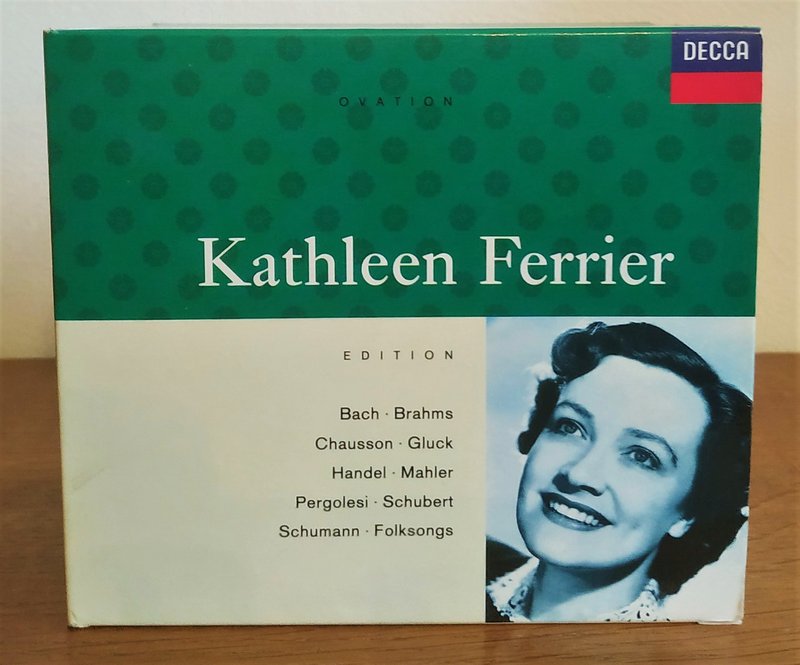 DECCA
OVATION
Kathleen Ferrier
EDITION
Bach · Brahms
Chausson · Gluck
Handel · Mahler
Pergolesi · Schubert
Schumann · Folksongs